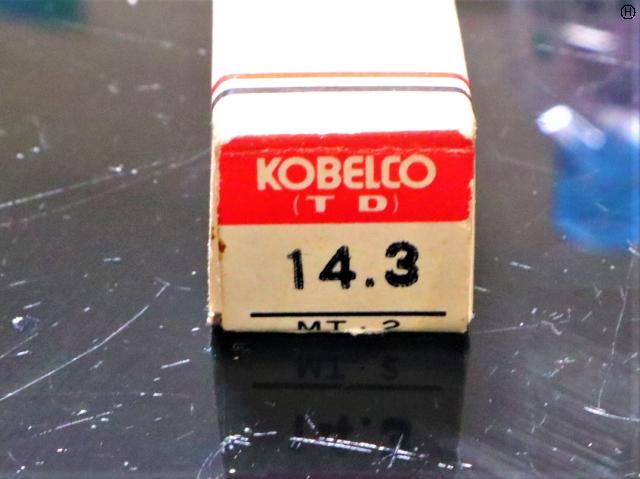 H
KOBELCO
(T D)
14.3
MT. 2